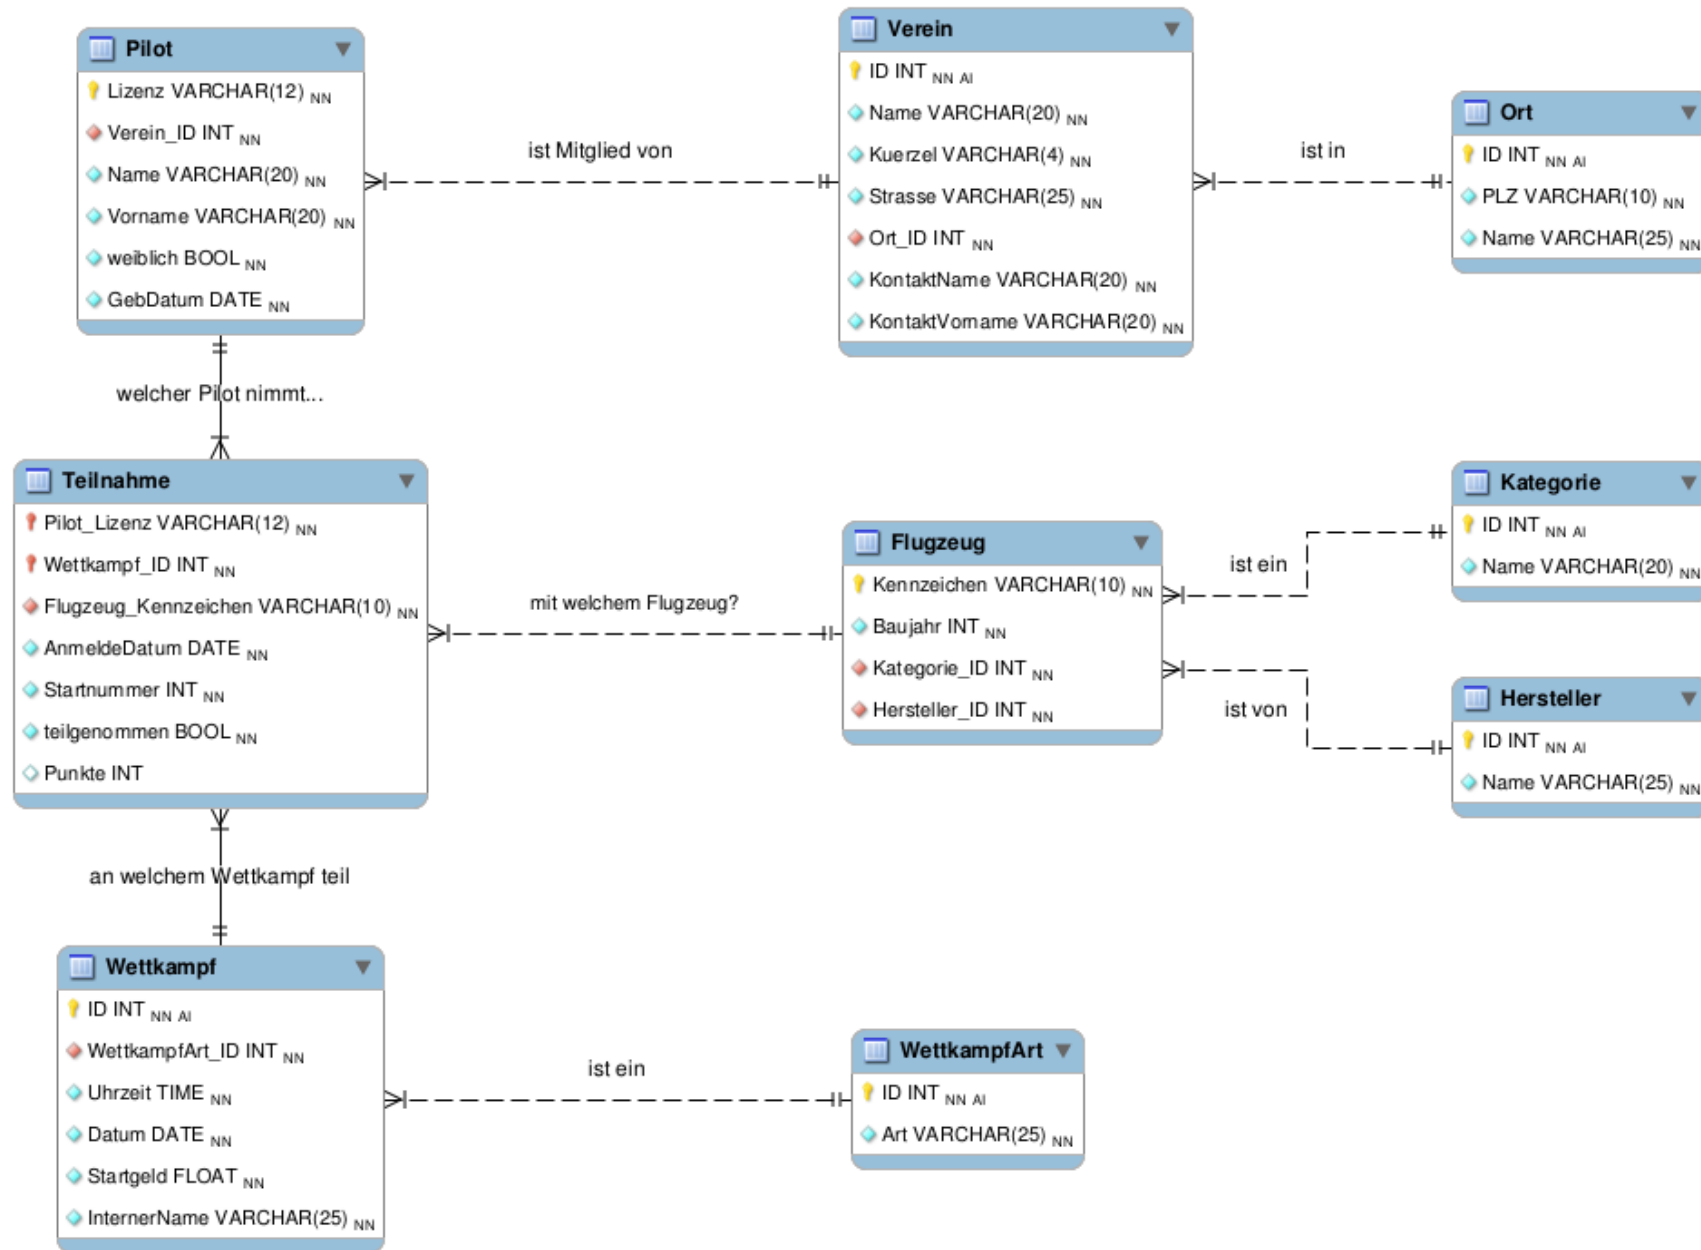 Pilot
Lizenz VARCHAR(12) NN
Verein_ID INT NN
Name VARCHAR(20) NN
Vorname VARCHAR(20) NN
weiblich BOOL NN
GebDatum DATE NN
ist Mitglied von
Verein
ID INT NN AI
Name VARCHAR(20) NN
Kuerzel VARCHAR(4) NN
Strasse VARCHAR(25) NN
Ort_ID INT NN
KontaktName VARCHAR(20) NN
KontaktVorname VARCHAR(20) NN
ist in
Ort
ID INT NN AI
PLZ VARCHAR(10) NN
Name VARCHAR(25) NN
welcher Pilot nimmt...
Teilnahme
Pilot_Lizenz VARCHAR(12) NN
Wettkampf_ID INT NN
Flugzeug_Kennzeichen VARCHAR(10) NN
AnmeldeDatum DATE NN
Startnummer INT NN
teilgenommen BOOL NN
Punkte INT
mit welchem Flugzeug?
Flugzeug
Kennzeichen VARCHAR(10) NN
Baujahr INT NN
Kategorie_ID INT NN
Hersteller_ID INT NN
ist ein
Kategorie
ID INT NN AI
Name VARCHAR(20) NN
ist von
Hersteller
ID INT NN AI
Name VARCHAR(25) NN
an welchem Wettkampf teil
Wettkampf
ID INT NN AI
WettkampfArt_ID INT NN
Uhrzeit TIME NN
Datum DATE NN
Startgeld FLOAT NN
InternerName VARCHAR(25) NN
ist ein
WettkampfArt
ID INT NN AI
Art VARCHAR(25) NN